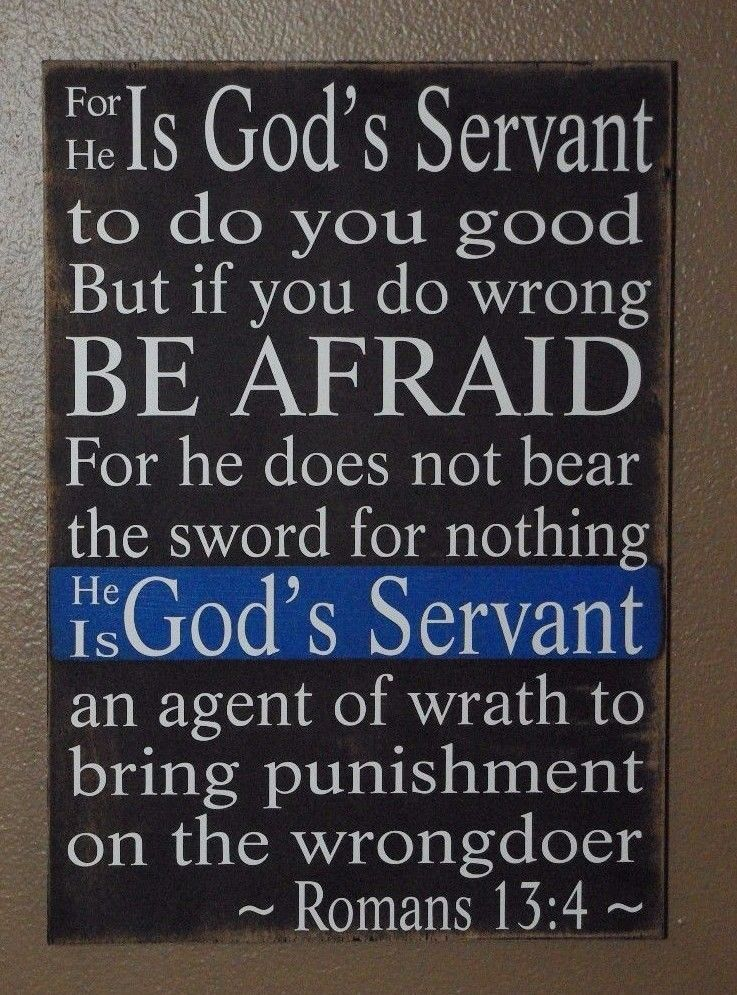 For He Is God's Servant
to do you good
But if you do wrong
BE AFRAID
For he does not bear
the sword for nothing
He Is God's Servant
an agent of wrath to
bring punishment
on the wrongdoer
~ Romans 13:4 ~